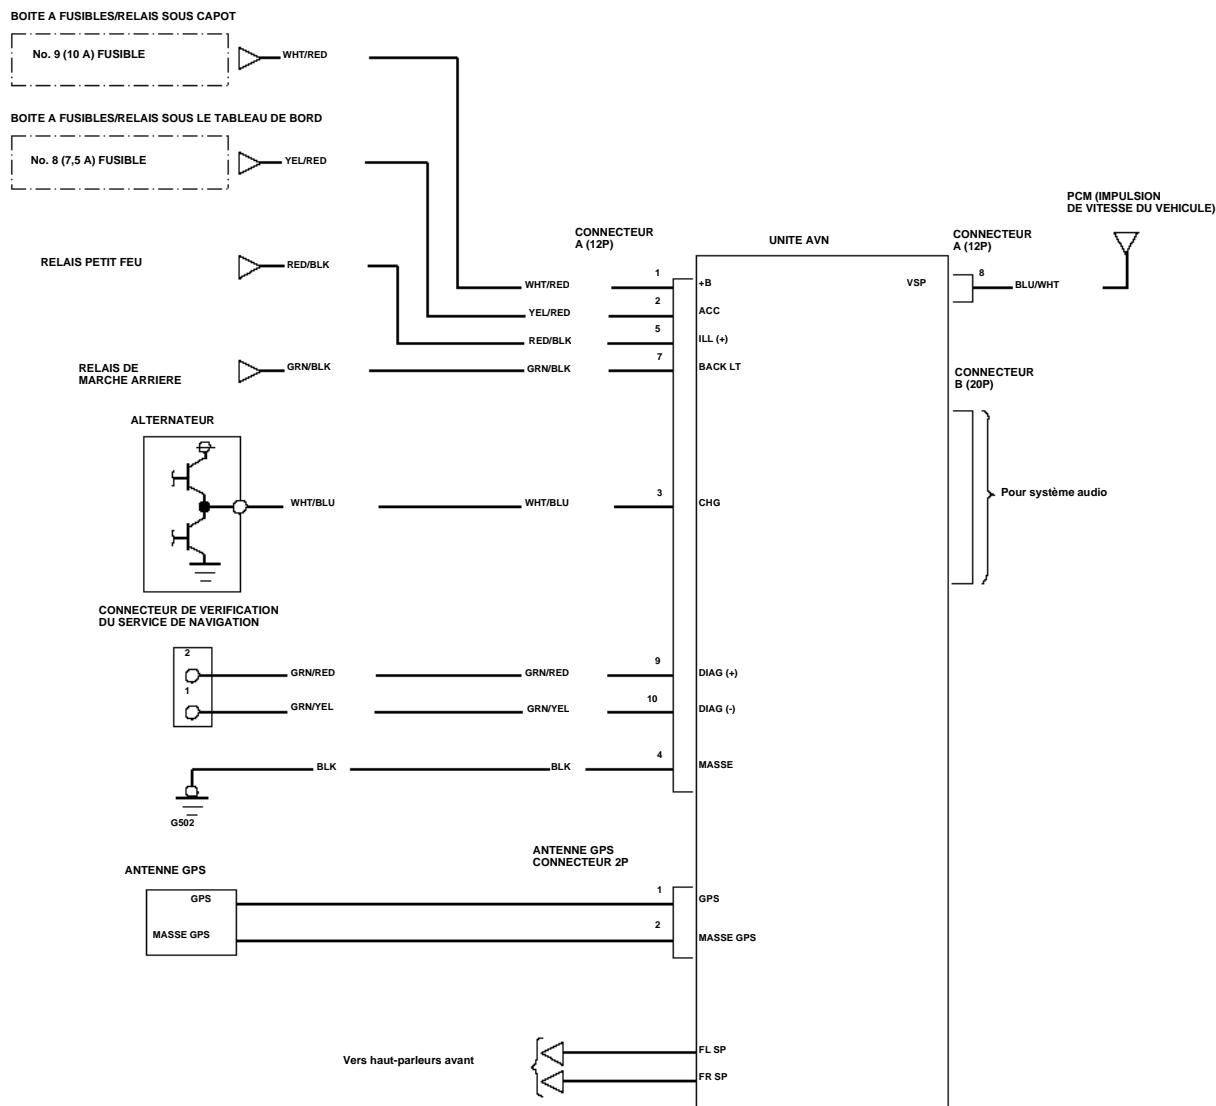 BOITE A FUSIBLES/RELAIS SOUS CAPOT
No. 9 (10 A) FUSIBLE
WHT/RED
BOITE A FUSIBLES/RELAIS SOUS LE TABLEAU DE BORD
No. 8 (7,5 A) FUSIBLE
YEL/RED
PCM (IMPULSION
DE VITESSE DU VEHICULE)
CONNECTEUR
A (12P)
UNITE AVN
CONNECTEUR
A (12P)
RELAIS PETIT FEU
RED/BLK
WHT/RED
1
+B
VSP
8
BLU/WHT
YEL/RED
2
ACC
RED/BLK
5
ILL (+)
RELAIS DE
MARCHE ARRIERE
GRN/BLK
GRN/BLK
7
BACK LT
CONNECTEUR
B (20P)
ALTERNATEUR
WHT/BLU
WHT/BLU
3
CHG
Pour système audio
CONNECTEUR DE VERIFICATION
DU SERVICE DE NAVIGATION
2
GRN/RED
GRN/RED
9
DIAG (+)
1
GRN/YEL
GRN/YEL
10
DIAG (-)
BLK
BLK
4
MASSE
G502
ANTENNE GPS
CONNECTEUR 2P
ANTENNE GPS
GPS
1
GPS
MASSE GPS
2
MASSE GPS
Vers haut-parleurs avant
FL SP
FR SP